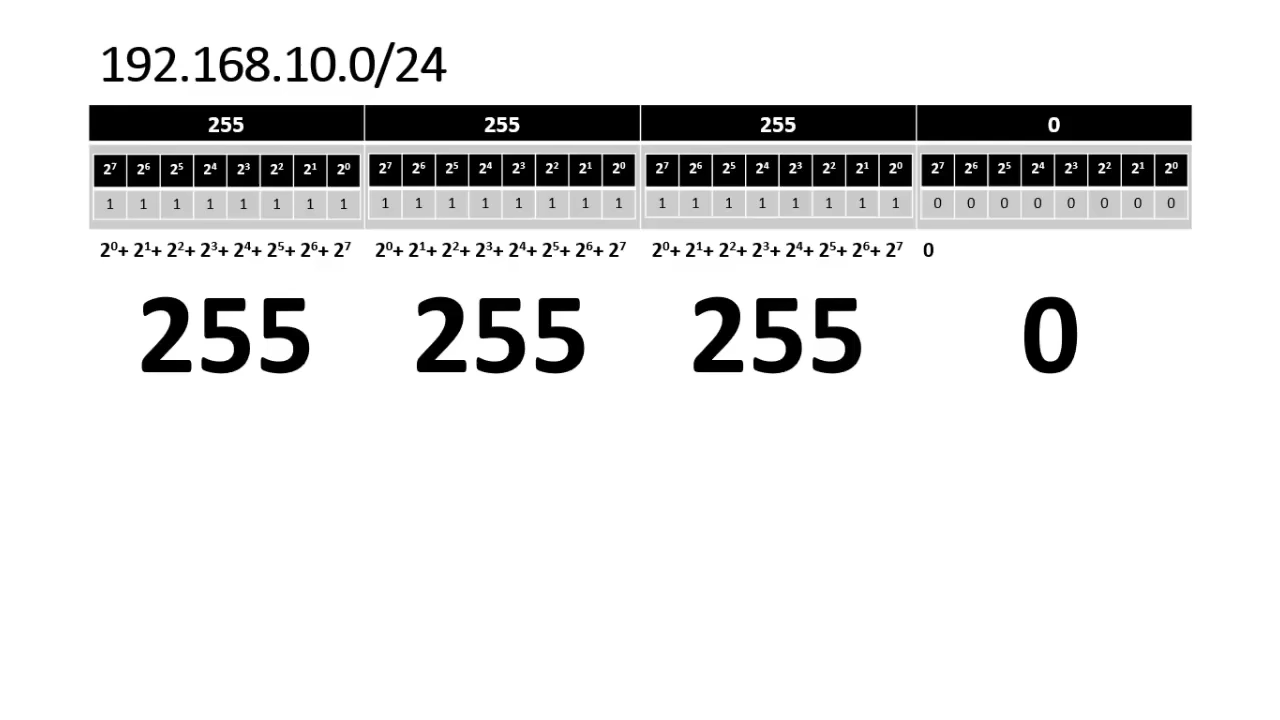 192.168.10.0/24
255 255 255 0
2⁷ 2⁶ 2⁵ 2⁴ 2³ 2² 2¹ 2⁰ 2⁷ 2⁶ 2⁵ 2⁴ 2³ 2² 2¹ 2⁰ 2⁷ 2⁶ 2⁵ 2⁴ 2³ 2² 2¹ 2⁰ 2⁷ 2⁶ 2⁵ 2⁴ 2³ 2² 2¹ 2⁰
1 1 1 1 1 1 1 1 1 1 1 1 1 1 1 1 1 1 1 1 1 1 1 1 0 0 0 0 0 0 0 0
2⁰+ 2¹+ 2²+ 2³+ 2⁴+ 2⁵+ 2⁶+ 2⁷ 2⁰+ 2¹+ 2²+ 2³+ 2⁴+ 2⁵+ 2⁶+ 2⁷ 2⁰+ 2¹+ 2²+ 2³+ 2⁴+ 2⁵+ 2⁶+ 2⁷ 0
255 255 255 0